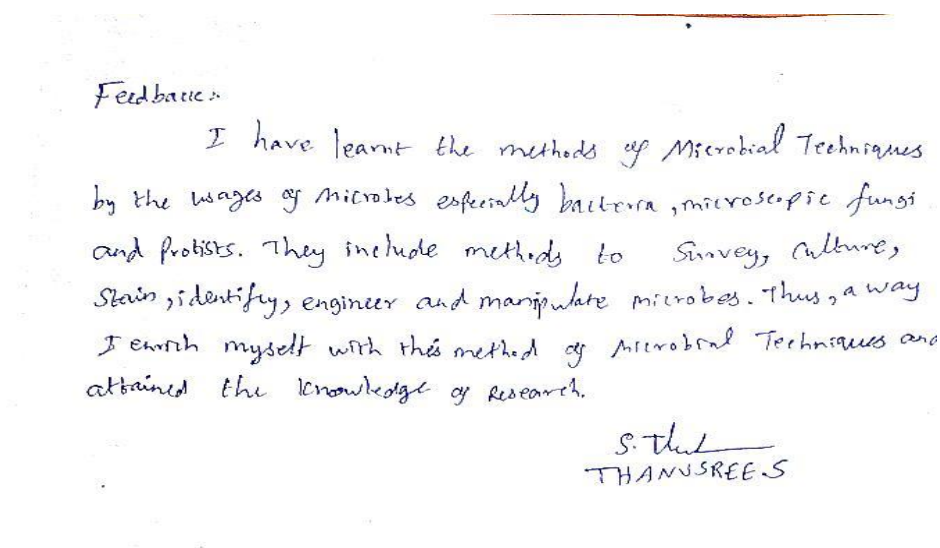 Feedback:-
I have learnt the methods of Microbial Techniques
by the usages of Microbes especially bacteria, microscopic fungi
and Protists. They include methods to Survey, Culture,
Stain, identify, engineer and manipulate microbes. Thus, a way
I enrich myself with this method of Microbial Techniques and
attained the knowledge of Research.
S. Thu
THANUSREE.S